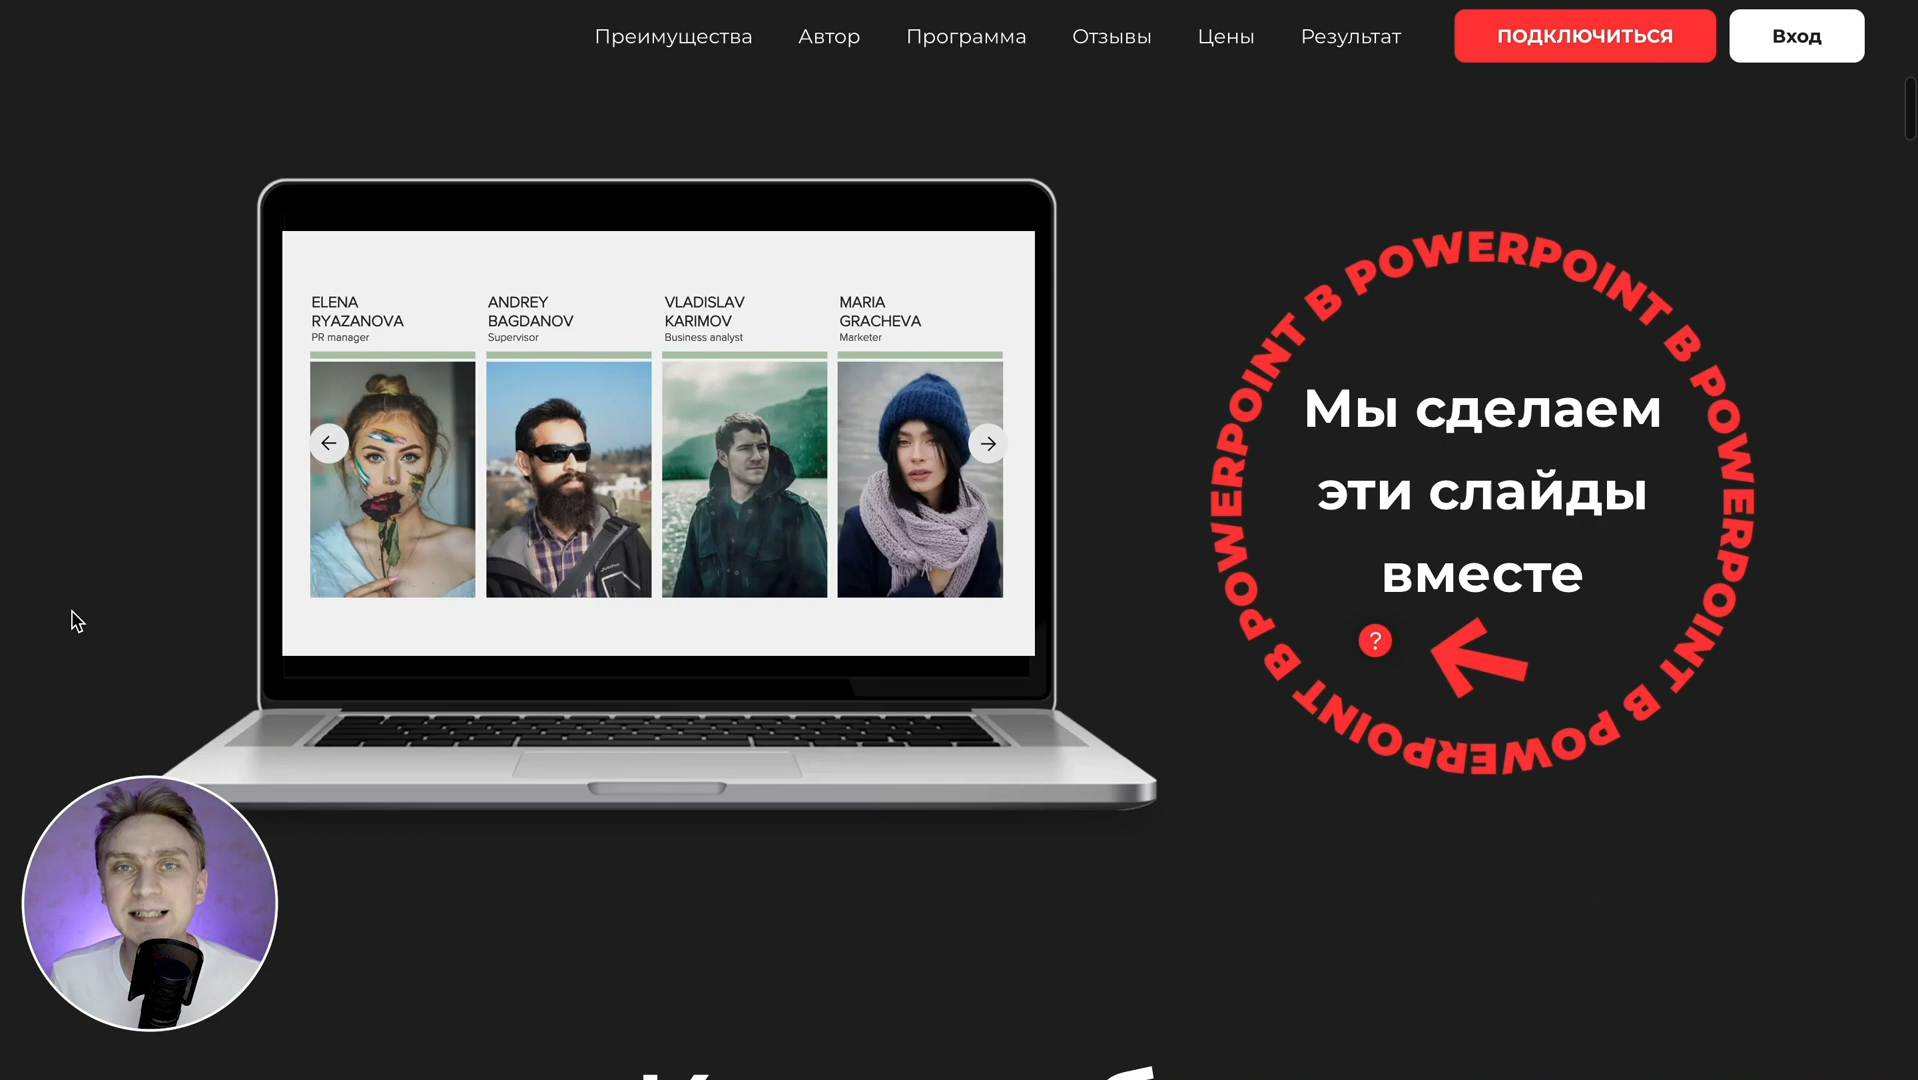 Преимущества
Автор
Программа
Отзывы
Цены
Результат
ПОДКЛЮЧИТЬСЯ
Вход
ELENA
RYAZANOVA
PR manager
ANDREY
BAGDANOV
Supervisor
VLADISLAV
KARIMOV
Business analyst
MARIA
GRACHEVA
Marketer
В POWERPOINT В POWERPOINT В POWERPOINT В POWERPOINT
Мы сделаем
эти слайды
вместе
?